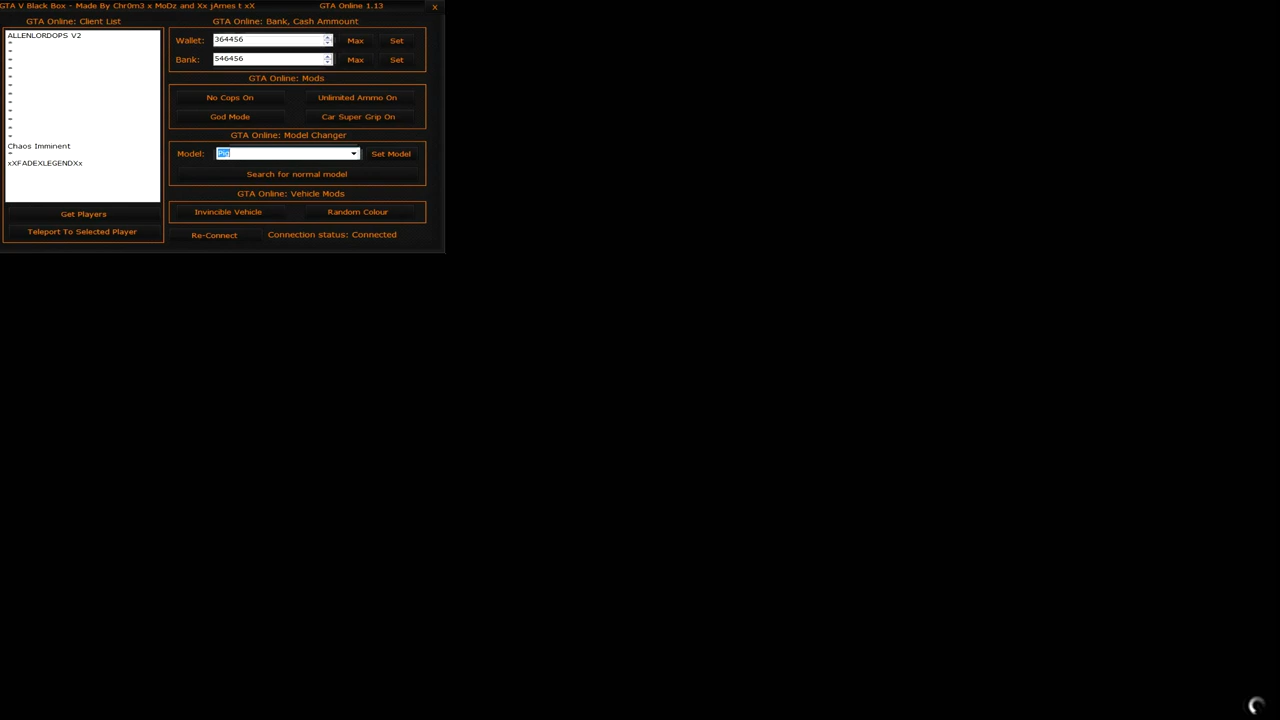 GTA V Black Box - Made By Chr0m3 x MoDz and Xx jAmes t xX
GTA Online 1.13
X
GTA Online: Client List
ALLENLORDOPS V2
Chaos Imminent
xXFADEXLEGENDXx
Get Players
Teleport To Selected Player
GTA Online: Bank, Cash Ammount
Wallet: 364456 Max Set
Bank: 546456 Max Set
GTA Online: Mods
No Cops On Unlimited Ammo On
God Mode Car Super Grip On
GTA Online: Model Changer
Model: Pig Set Model
Search for normal model
GTA Online: Vehicle Mods
Invincible Vehicle Random Colour
Re-Connect Connection status: Connected